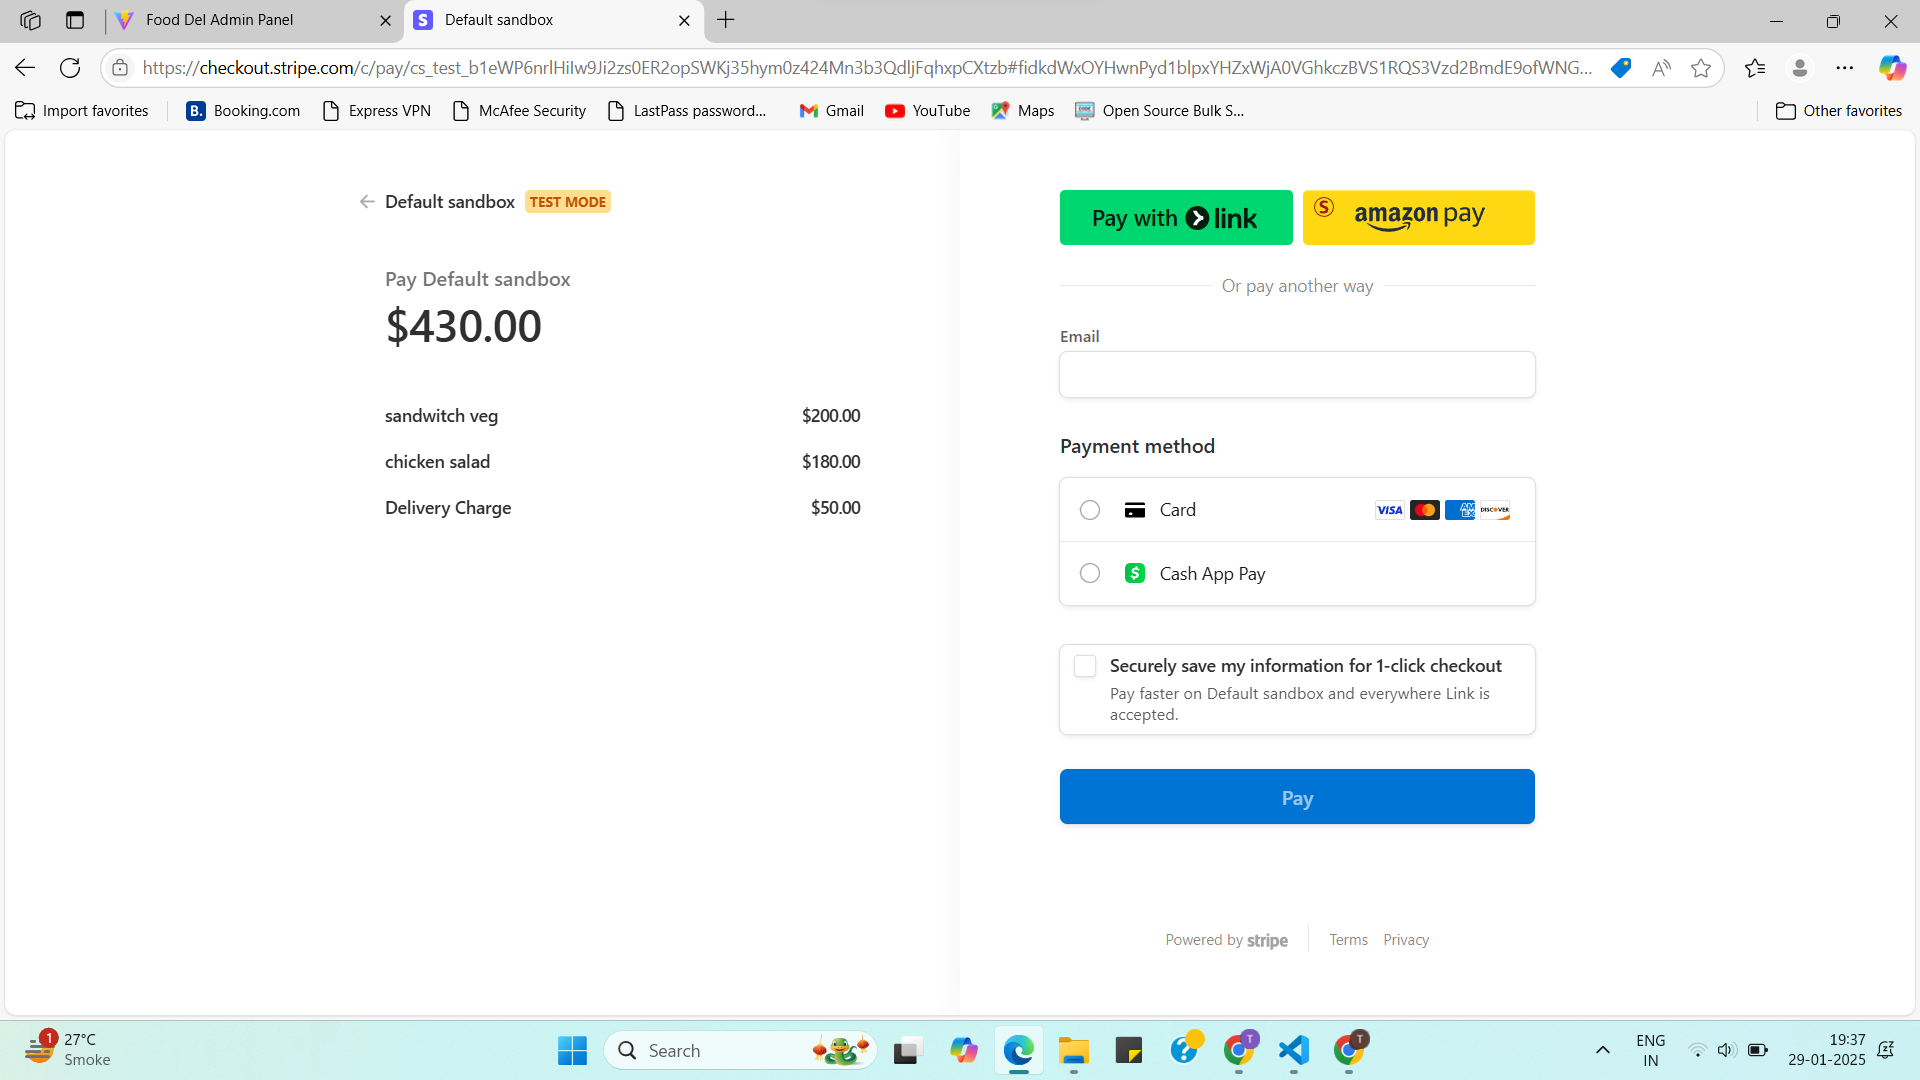 Food Del Admin Panel
S Default sandbox
https://checkout.stripe.com/c/pay/cs_test_b1eWP6nrlHiIw9Ji2zs0ER2opSWKj35hym0z424Mn3b3QdljFqhxpCXtzb#fidkdWxOYHwnPyd1blpxYHZxWjA0VGhkczBVS1RQS3Vzd2BmdE9ofWNG...
Import favorites
B. Booking.com
Express VPN
McAfee Security
LastPass password...
Gmail
YouTube
Maps
Open Source Bulk S...
Other favorites
Default sandbox TEST MODE
Pay Default sandbox
$430.00
sandwitch veg $200.00
chicken salad $180.00
Delivery Charge $50.00
Pay with link
S amazon pay
Or pay another way
Email
Payment method
Card VISA AMEX DISCOVER
$ Cash App Pay
Securely save my information for 1-click checkout
Pay faster on Default sandbox and everywhere Link is
accepted.
Pay
Powered by stripe Terms Privacy
1
27°C
Smoke
Search
T
T
ENG
IN
19:37
29-01-2025